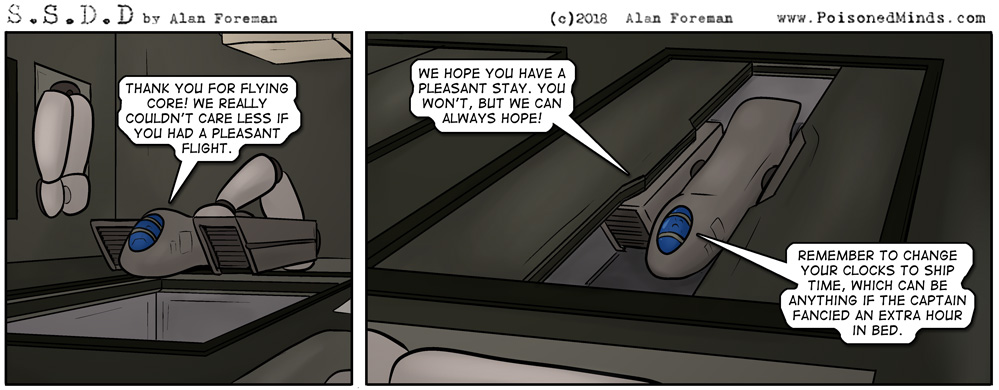 S.S.D.D by Alan Foreman
(c)2018 Alan Foreman www.PoisonedMinds.com
THANK YOU FOR FLYING
CORE! WE REALLY
COULDN'T CARE LESS IF
YOU HAD A PLEASANT
FLIGHT.
WE HOPE YOU HAVE A
PLEASANT STAY. YOU
WON'T, BUT WE CAN
ALWAYS HOPE!
REMEMBER TO CHANGE
YOUR CLOCKS TO SHIP
TIME, WHICH CAN BE
ANYTHING IF THE CAPTAIN
FANCIED AN EXTRA HOUR
IN BED.